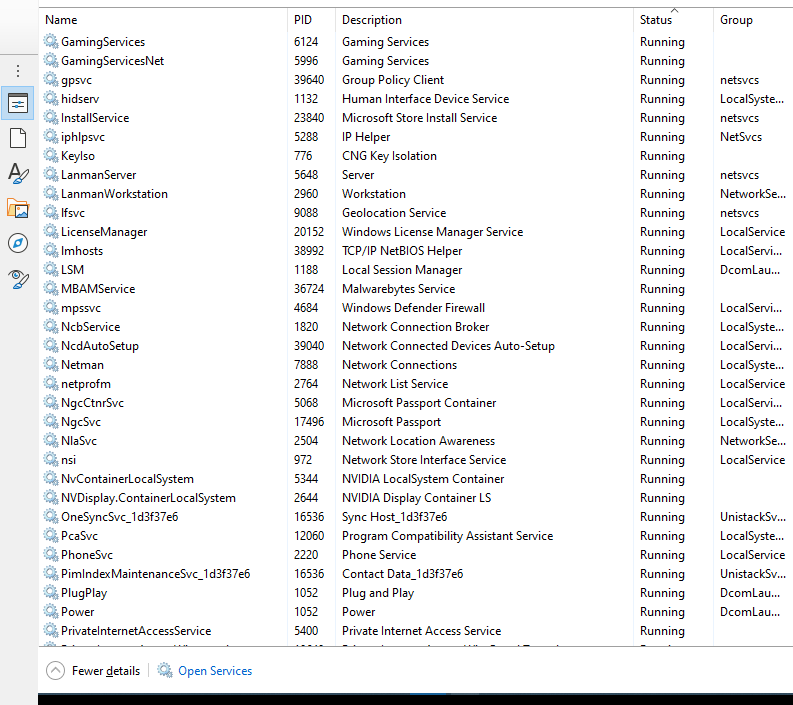 Name PID Description Status Group
GamingServices 6124 Gaming Services Running
GamingServicesNet 5996 Gaming Services Running
gpsvc 39640 Group Policy Client Running netsvcs
hidserv 1132 Human Interface Device Service Running LocalSyste...
InstallService 23840 Microsoft Store Install Service Running netsvcs
iphlpsvc 5288 IP Helper Running NetSvcs
KeyIso 776 CNG Key Isolation Running
LanmanServer 5648 Server Running netsvcs
LanmanWorkstation 2960 Workstation Running NetworkSe...
lfsvc 9088 Geolocation Service Running netsvcs
LicenseManager 20152 Windows License Manager Service Running LocalService
lmhosts 38992 TCP/IP NetBIOS Helper Running LocalServi...
LSM 1188 Local Session Manager Running DcomLau...
MBAMService 36724 Malwarebytes Service Running
mpssvc 4684 Windows Defender Firewall Running LocalServi...
NcbService 1820 Network Connection Broker Running LocalSyste...
NcdAutoSetup 39040 Network Connected Devices Auto-Setup Running LocalServi...
Netman 7888 Network Connections Running LocalSyste...
netprofm 2764 Network List Service Running LocalService
NgcCtnrSvc 5068 Microsoft Passport Container Running LocalServi...
NgcSvc 17496 Microsoft Passport Running LocalSyste...
NlaSvc 2504 Network Location Awareness Running NetworkSe...
nsi 972 Network Store Interface Service Running LocalService
NvContainerLocalSystem 5344 NVIDIA LocalSystem Container Running
NVDisplay.ContainerLocalSystem 2644 NVIDIA Display Container LS Running
OneSyncSvc_1d3f37e6 16536 Sync Host_1d3f37e6 Running UnistackSv...
PcaSvc 12060 Program Compatibility Assistant Service Running LocalSyste...
PhoneSvc 2220 Phone Service Running LocalService
PimIndexMaintenanceSvc_1d3f37e6 16536 Contact Data_1d3f37e6 Running UnistackSv...
PlugPlay 1052 Plug and Play Running DcomLau...
Power 1052 Power Running DcomLau...
PrivateInternetAccessService 5400 Private Internet Access Service Running
Fewer details Open Services